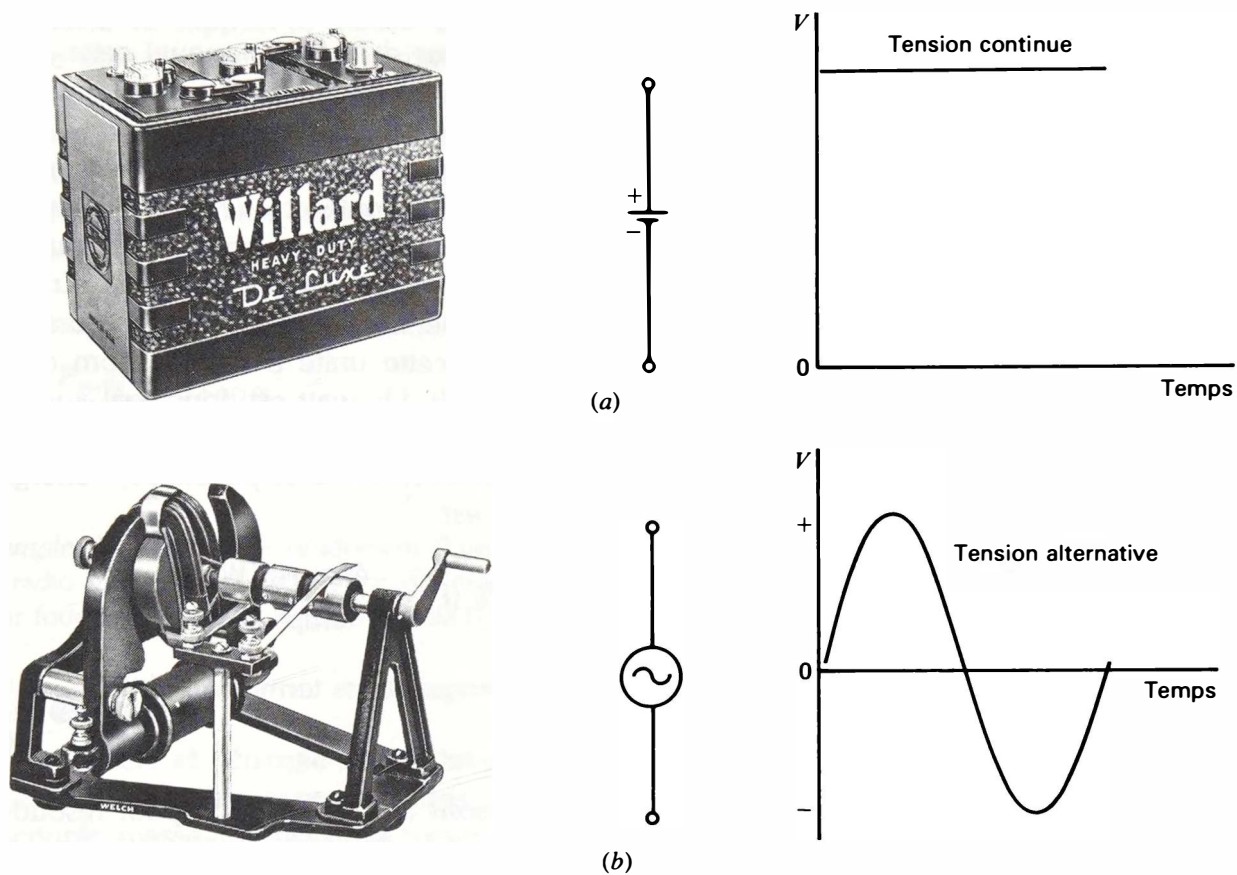 V
Tension continue
Willard
HEAVY DUTY
De Luxe
+
−
0
Temps
(a)
V
+
Tension alternative
0
Temps
WELCH
−
(b)